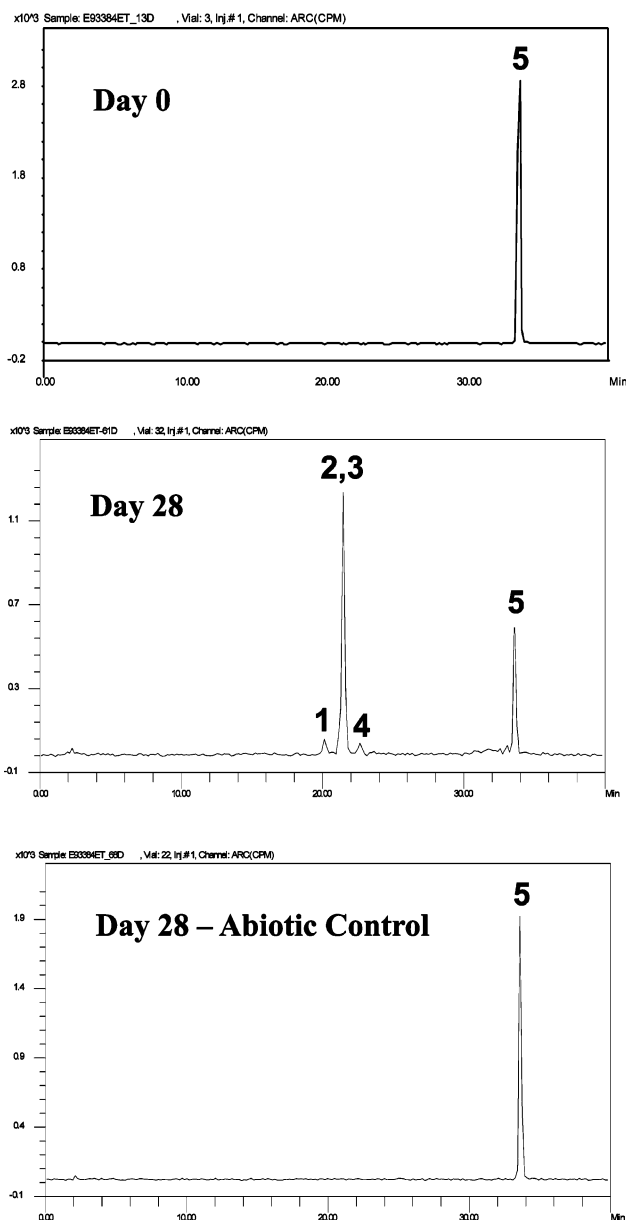 x10^3 Sample: E93384ET_13D , Vial: 3, Inj.# 1, Channel: ARC(CPM)
5
Day 0
2.8
1.8
0.8
-0.2
0.00 10.00 20.00 30.00 Min
x10^3 Sample: E93384ET-61D , Vial: 32, Inj.# 1, Channel: ARC(CPM)
2,3
Day 28
1.1
5
0.7
0.3
1 4
-0.1
0.00 10.00 20.00 30.00 Min
x10^3 Sample: E93384ET_68D , Vial: 22, Inj.# 1, Channel: ARC(CPM)
5
Day 28 – Abiotic Control
1.9
1.4
0.9
0.4
-0.1
0.00 10.00 20.00 30.00 Min